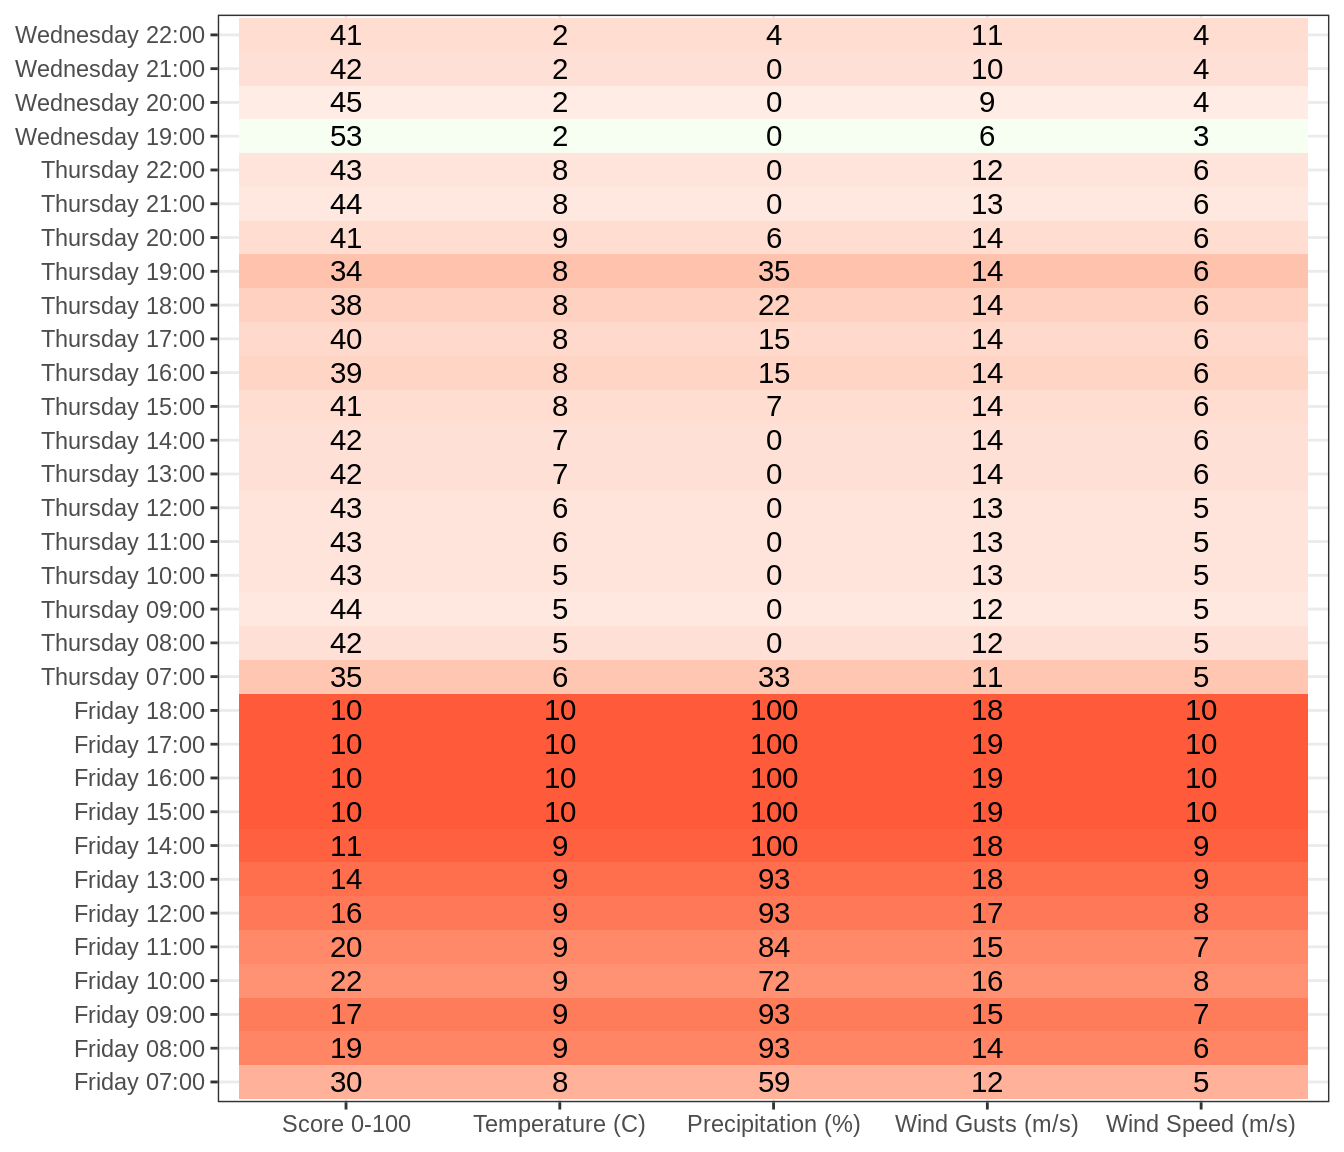 Wednesday 22:00 41 2 4 11 4
Wednesday 21:00 42 2 0 10 4
Wednesday 20:00 45 2 0 9 4
Wednesday 19:00 53 2 0 6 3
Thursday 22:00 43 8 0 12 6
Thursday 21:00 44 8 0 13 6
Thursday 20:00 41 9 6 14 6
Thursday 19:00 34 8 35 14 6
Thursday 18:00 38 8 22 14 6
Thursday 17:00 40 8 15 14 6
Thursday 16:00 39 8 15 14 6
Thursday 15:00 41 8 7 14 6
Thursday 14:00 42 7 0 14 6
Thursday 13:00 42 7 0 14 6
Thursday 12:00 43 6 0 13 5
Thursday 11:00 43 6 0 13 5
Thursday 10:00 43 5 0 13 5
Thursday 09:00 44 5 0 12 5
Thursday 08:00 42 5 0 12 5
Thursday 07:00 35 6 33 11 5
Friday 18:00 10 10 100 18 10
Friday 17:00 10 10 100 19 10
Friday 16:00 10 10 100 19 10
Friday 15:00 10 10 100 19 10
Friday 14:00 11 9 100 18 9
Friday 13:00 14 9 93 18 9
Friday 12:00 16 9 93 17 8
Friday 11:00 20 9 84 15 7
Friday 10:00 22 9 72 16 8
Friday 09:00 17 9 93 15 7
Friday 08:00 19 9 93 14 6
Friday 07:00 30 8 59 12 5
Score 0-100 Temperature (C) Precipitation (%) Wind Gusts (m/s) Wind Speed (m/s)